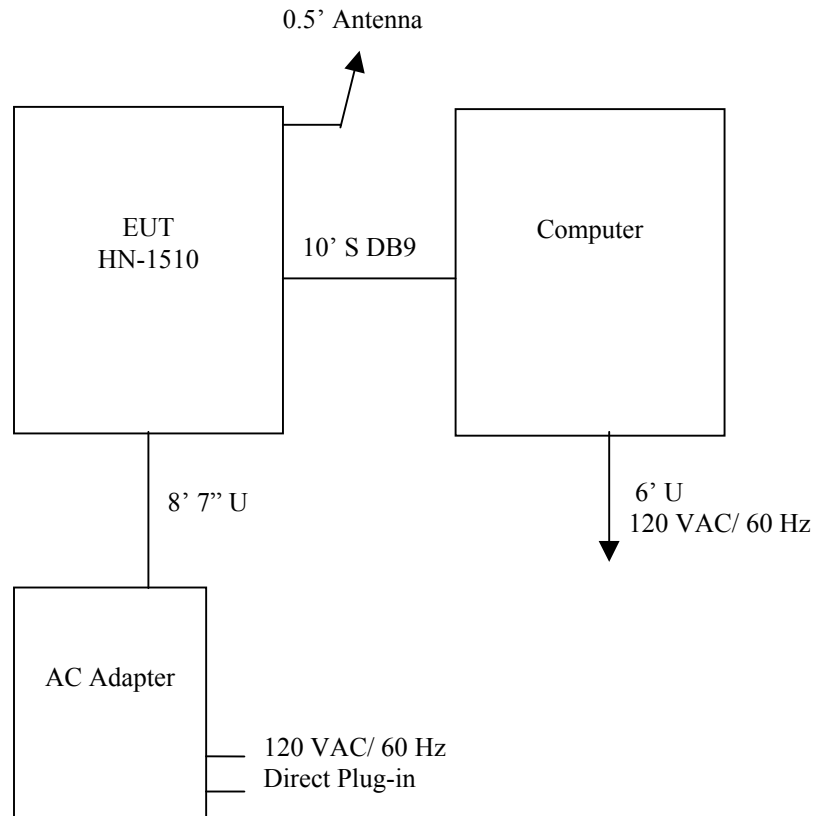 0.5’ Antenna
EUT
HN-1510
10’ S DB9
Computer
8’ 7” U
6’ U
120 VAC/ 60 Hz
AC Adapter
120 VAC/ 60 Hz
Direct Plug-in